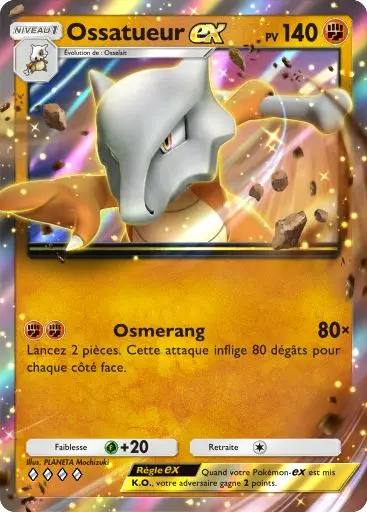 NIVEAU 1
Ossatueur ex
PV 140
Évolution de : Osselait
Osmerang 80×
Lancez 2 pièces. Cette attaque inflige 80 dégâts pour
chaque côté face.
Faiblesse +20
Retraite
Illus. PLANETA Mochizuki
Règle ex
Quand votre Pokémon-ex est mis
K.O., votre adversaire gagne 2 points.